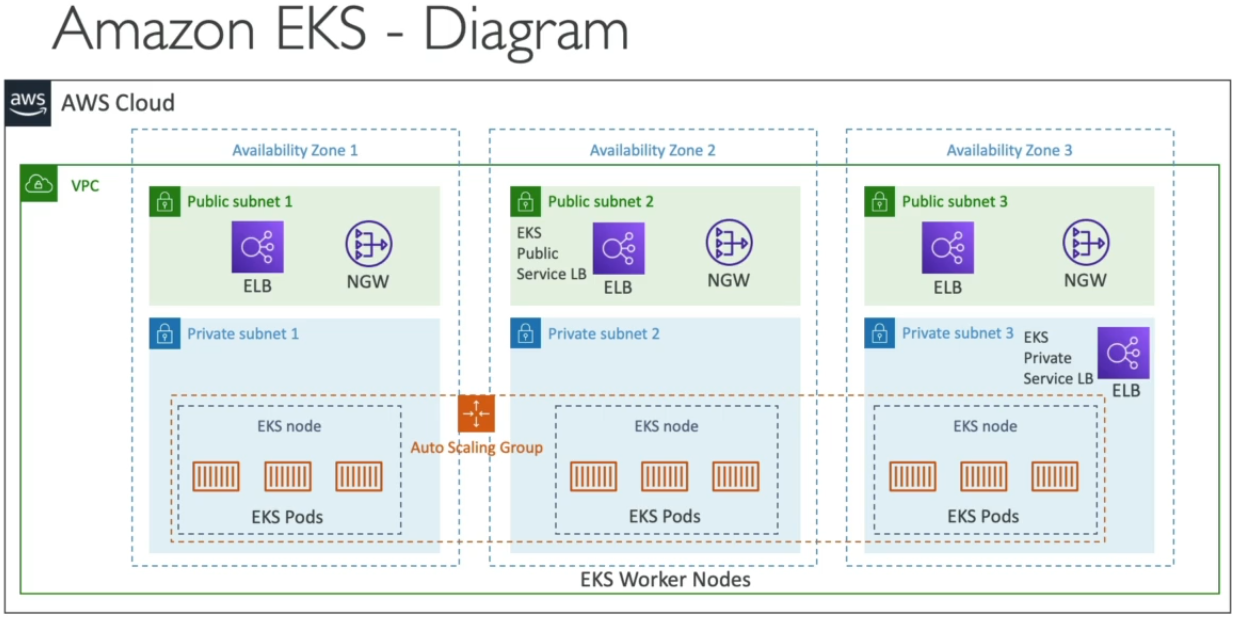 Amazon EKS - Diagram
aws
AWS Cloud
Availability Zone 1
Availability Zone 2
Availability Zone 3
VPC
Public subnet 1
ELB
NGW
Public subnet 2
EKS
Public
Service LB
ELB
NGW
Public subnet 3
ELB
NGW
Private subnet 1
Private subnet 2
Private subnet 3
EKS
Private
Service LB
ELB
Auto Scaling Group
EKS node
EKS Pods
EKS node
EKS Pods
EKS node
EKS Pods
EKS Worker Nodes